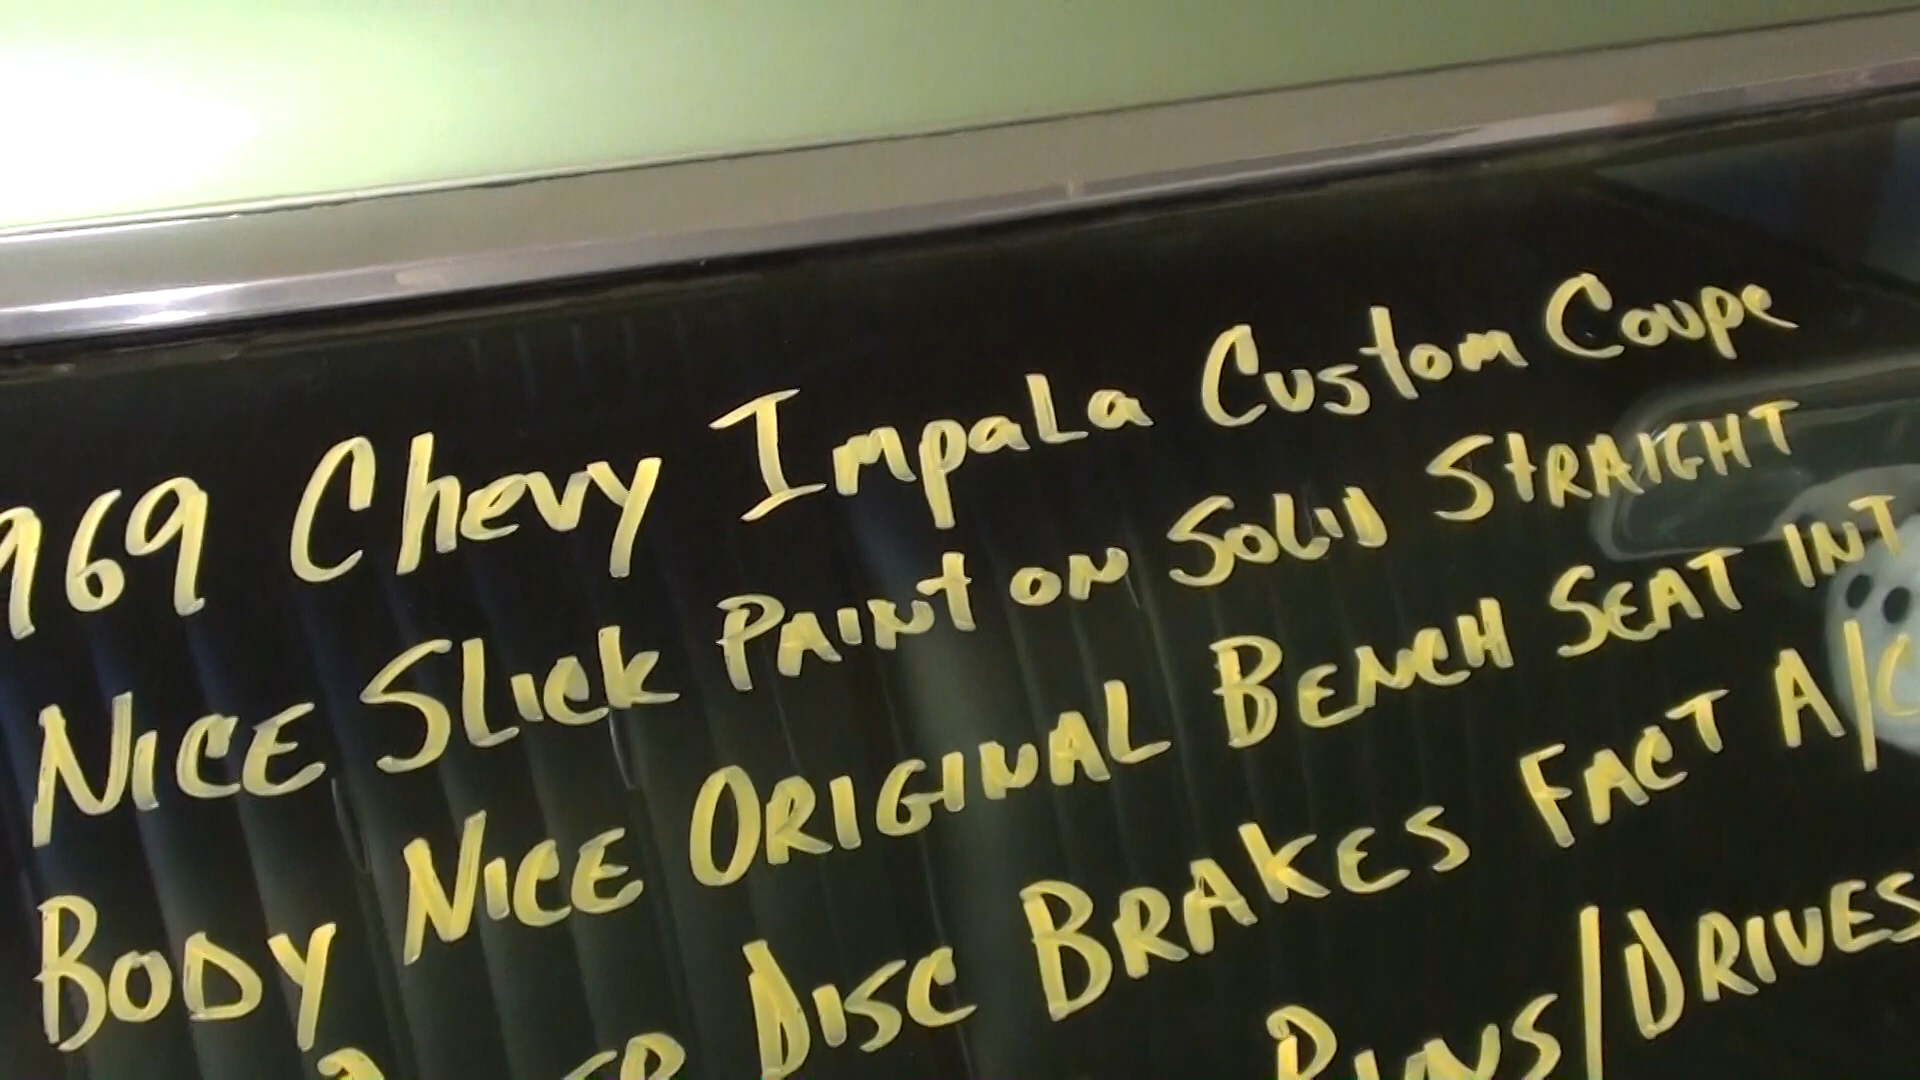 969 Chevy Impala Custom Coupe
NICE SLICK PAINT ON SOLID STRAIGHT
BODY NICE ORIGINAL BENCH SEAT INT
DISC BRAKES FACT A/C
RUNS/DRIVES